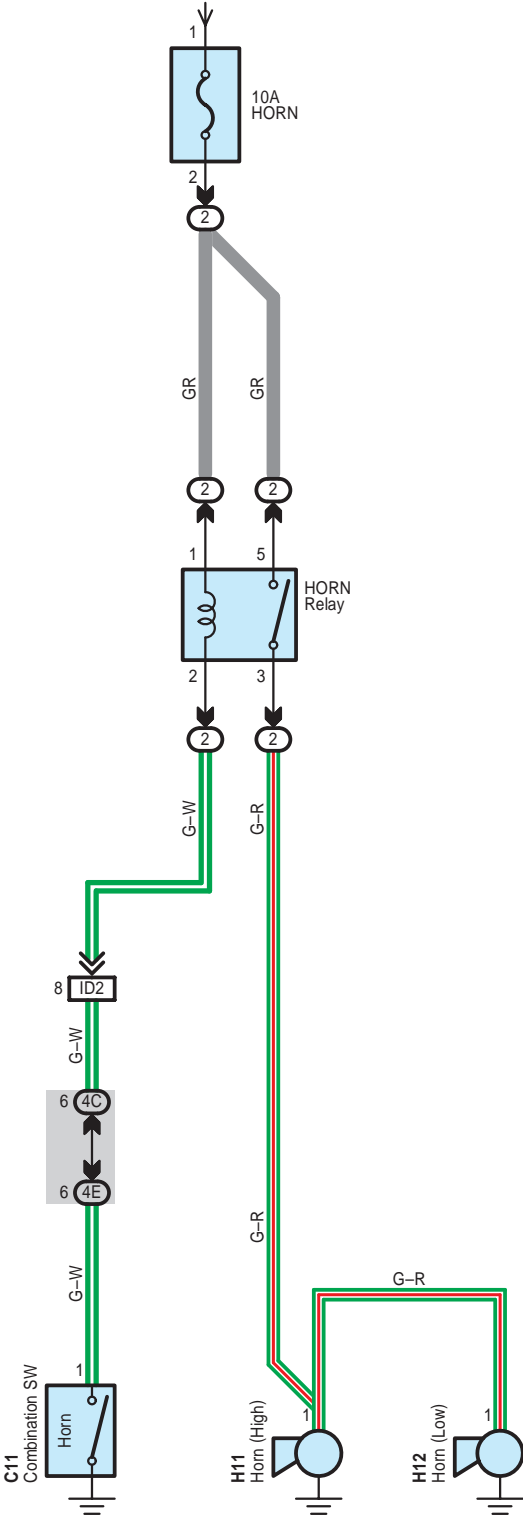 1
10A
HORN
2
2
GR
GR
2
2
1
5
HORN
Relay
2
3
2
2
G–W
G–R
8
ID2
G–W
6
4C
6
4E
G–W
G–R
G–R
1
C11
Combination SW
Horn
1
H11
Horn (High)
1
H12
Horn (Low)